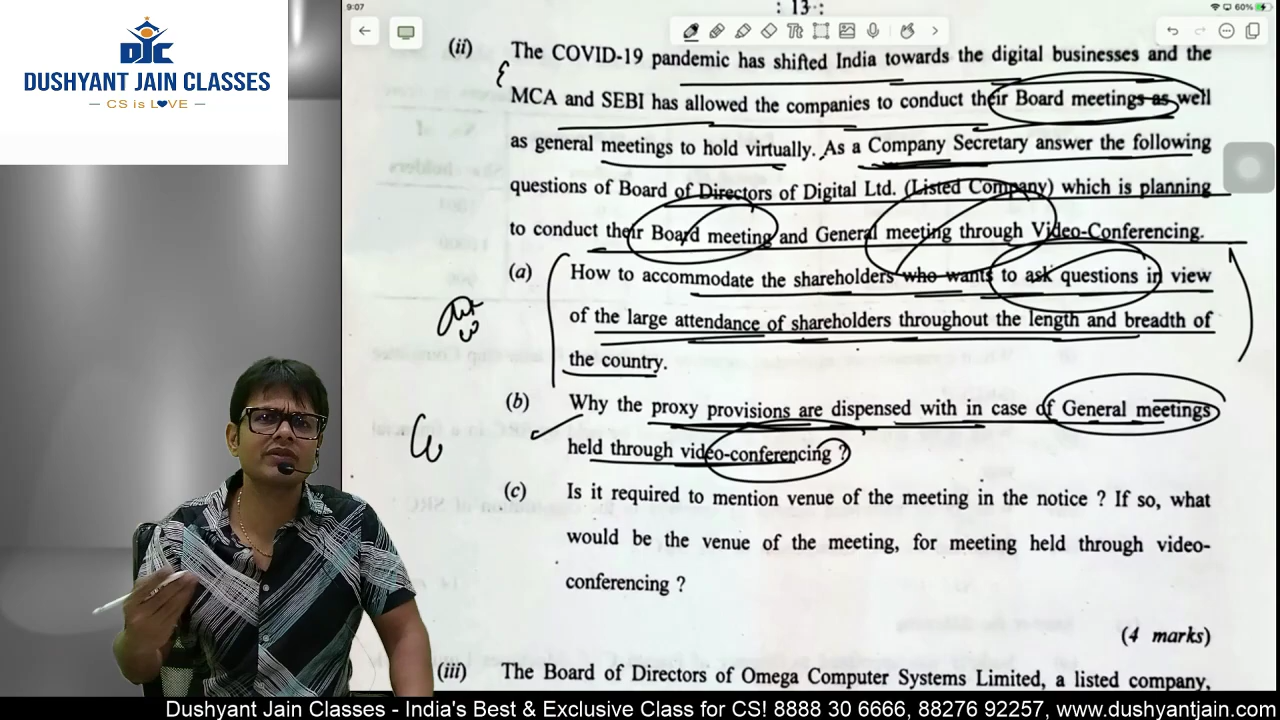 9:07
: 13 :
60%
DJC
DUSHYANT JAIN CLASSES
CS is L♥VE
(ii) The COVID-19 pandemic has shifted India towards the digital businesses and the
MCA and SEBI has allowed the companies to conduct their Board meetings as well
as general meetings to hold virtually. As a Company Secretary answer the following
questions of Board of Directors of Digital Ltd. (Listed Company) which is planning
to conduct their Board meeting and General meeting through Video-Conferencing.
(a) How to accommodate the shareholders who wants to ask questions in view
of the large attendance of shareholders throughout the length and breadth of
the country.
(b) Why the proxy provisions are dispensed with in case of General meetings
held through video-conferencing ?
(c) Is it required to mention venue of the meeting in the notice ? If so, what
would be the venue of the meeting, for meeting held through video-
conferencing ?
(4 marks)
(iii) The Board of Directors of Omega Computer Systems Limited, a listed company,
Dushyant Jain Classes - India's Best & Exclusive Class for CS! 8888 30 6666, 88276 92257, www.dushyantjain.com